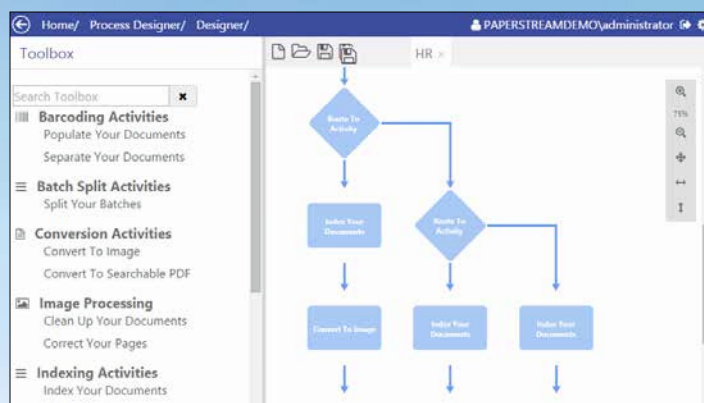 Home/ Process Designer/ Designer/
PAPERSTREAMDEMO\administrator
Toolbox
HR ×
Search Toolbox
Barcoding Activities
Populate Your Documents
Separate Your Documents
Batch Split Activities
Split Your Batches
Conversion Activities
Convert To Image
Convert To Searchable PDF
Image Processing
Clean Up Your Documents
Correct Your Pages
Indexing Activities
Index Your Documents
Route To
Activity
Index Your
Documents
Route To
Activity
Convert To Image
Index Your
Documents
Index Your
Documents